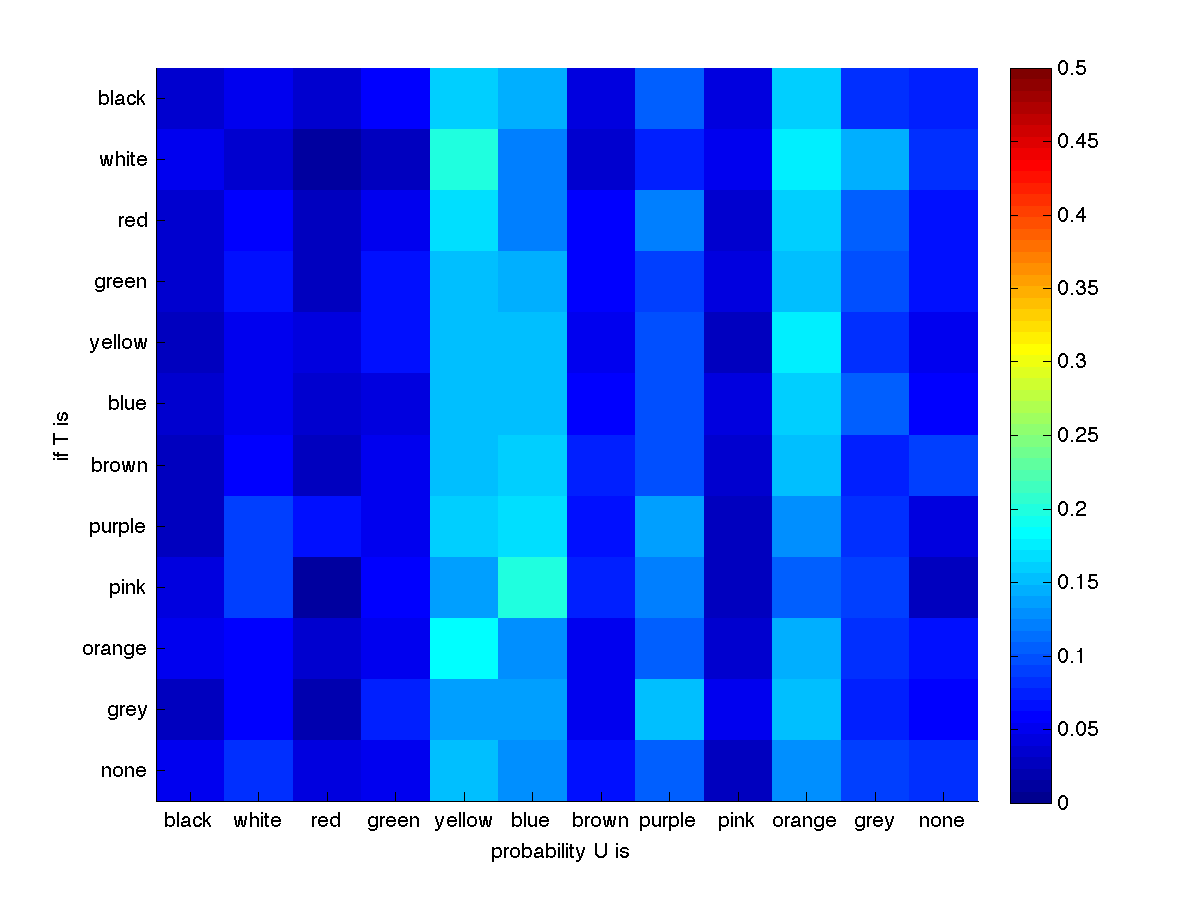 black
white
red
green
yellow
blue
brown
purple
pink
orange
grey
none
if T is
black white red green yellow blue brown purple pink orange grey none
probability U is
0.5
0.45
0.4
0.35
0.3
0.25
0.2
0.15
0.1
0.05
0